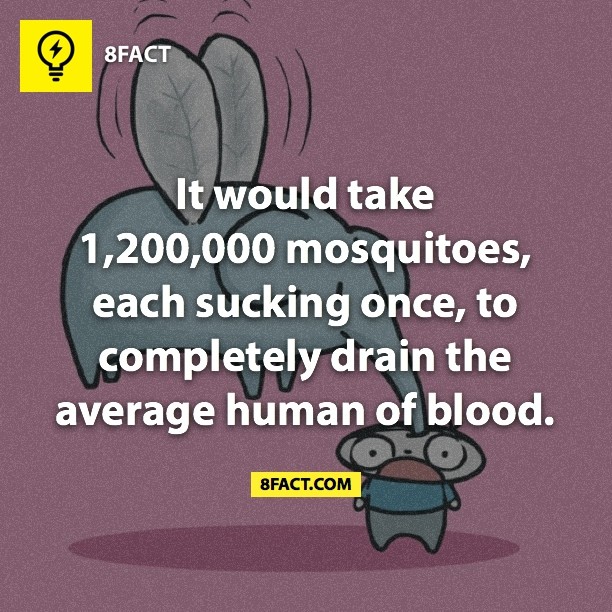 8FACT
It would take
1,200,000 mosquitoes,
each sucking once, to
completely drain the
average human of blood.
8FACT.COM